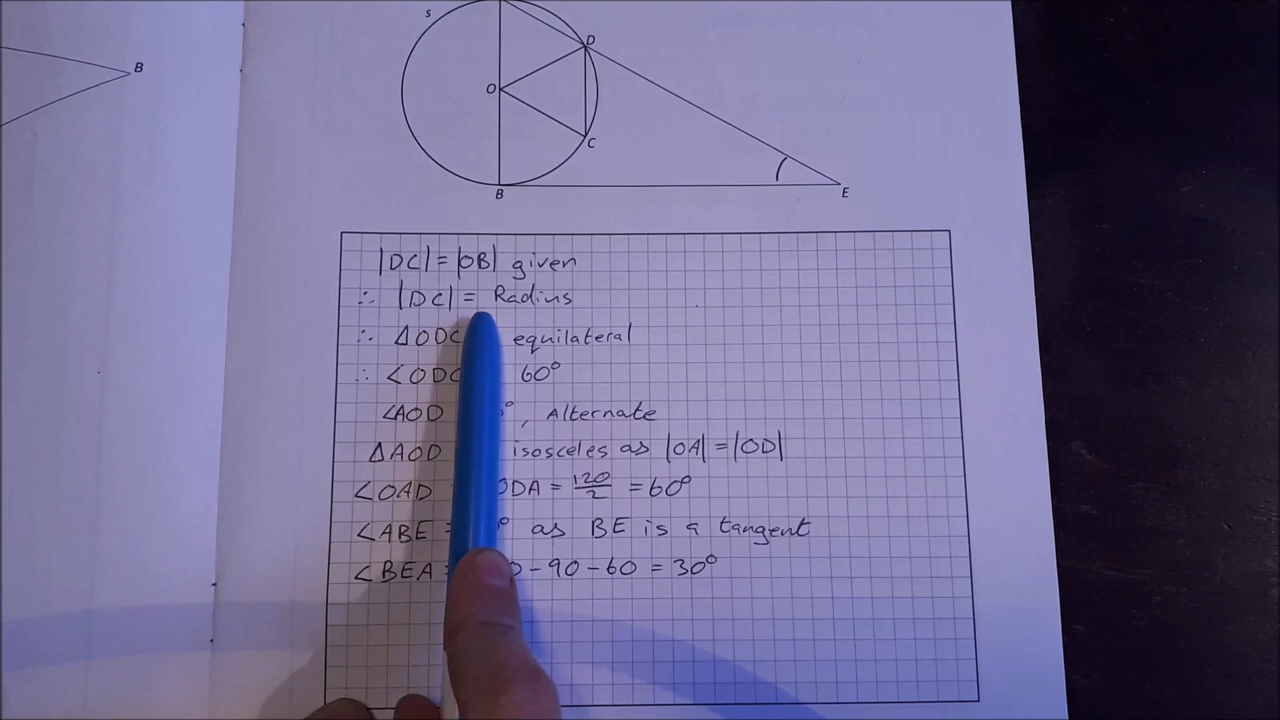 S
B
D
O
C
B
E
|DC| = |OB| given
∴ |DC| = Radius
∴ ΔODC equilateral
∴ <ODC 60°
<AOD °, Alternate
ΔAOD isosceles as |OA| = |OD|
<OAD ODA = 120/2 = 60°
<ABE = ° as BE is a tangent
<BEA = 0 - 90 - 60 = 30°